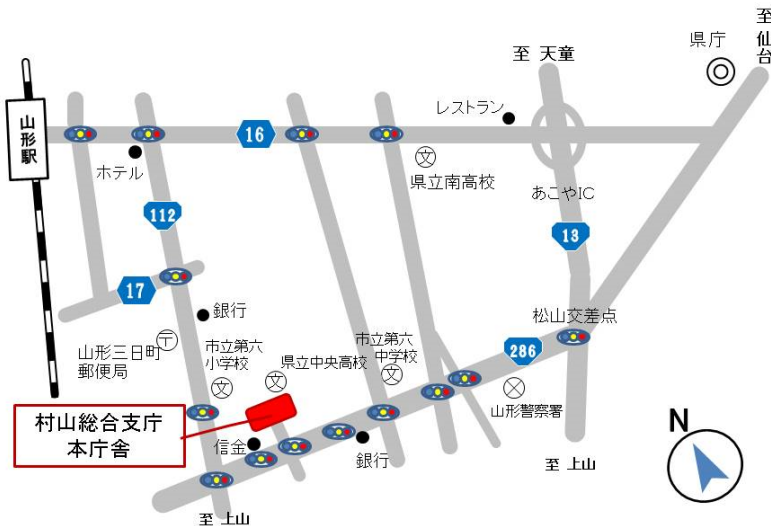 至
仙
台
県庁
至 天童
レストラン
山形駅
16
ホテル
文
県立南高校
あこやIC
112
13
17
銀行
松山交差点
山形三日町
郵便局
〒
市立第六
小学校
文
県立中央高校
文
市立第六
中学校
文
286
山形警察署
村山総合支庁
本庁舎
信金
銀行
至 上山
至 上山
N